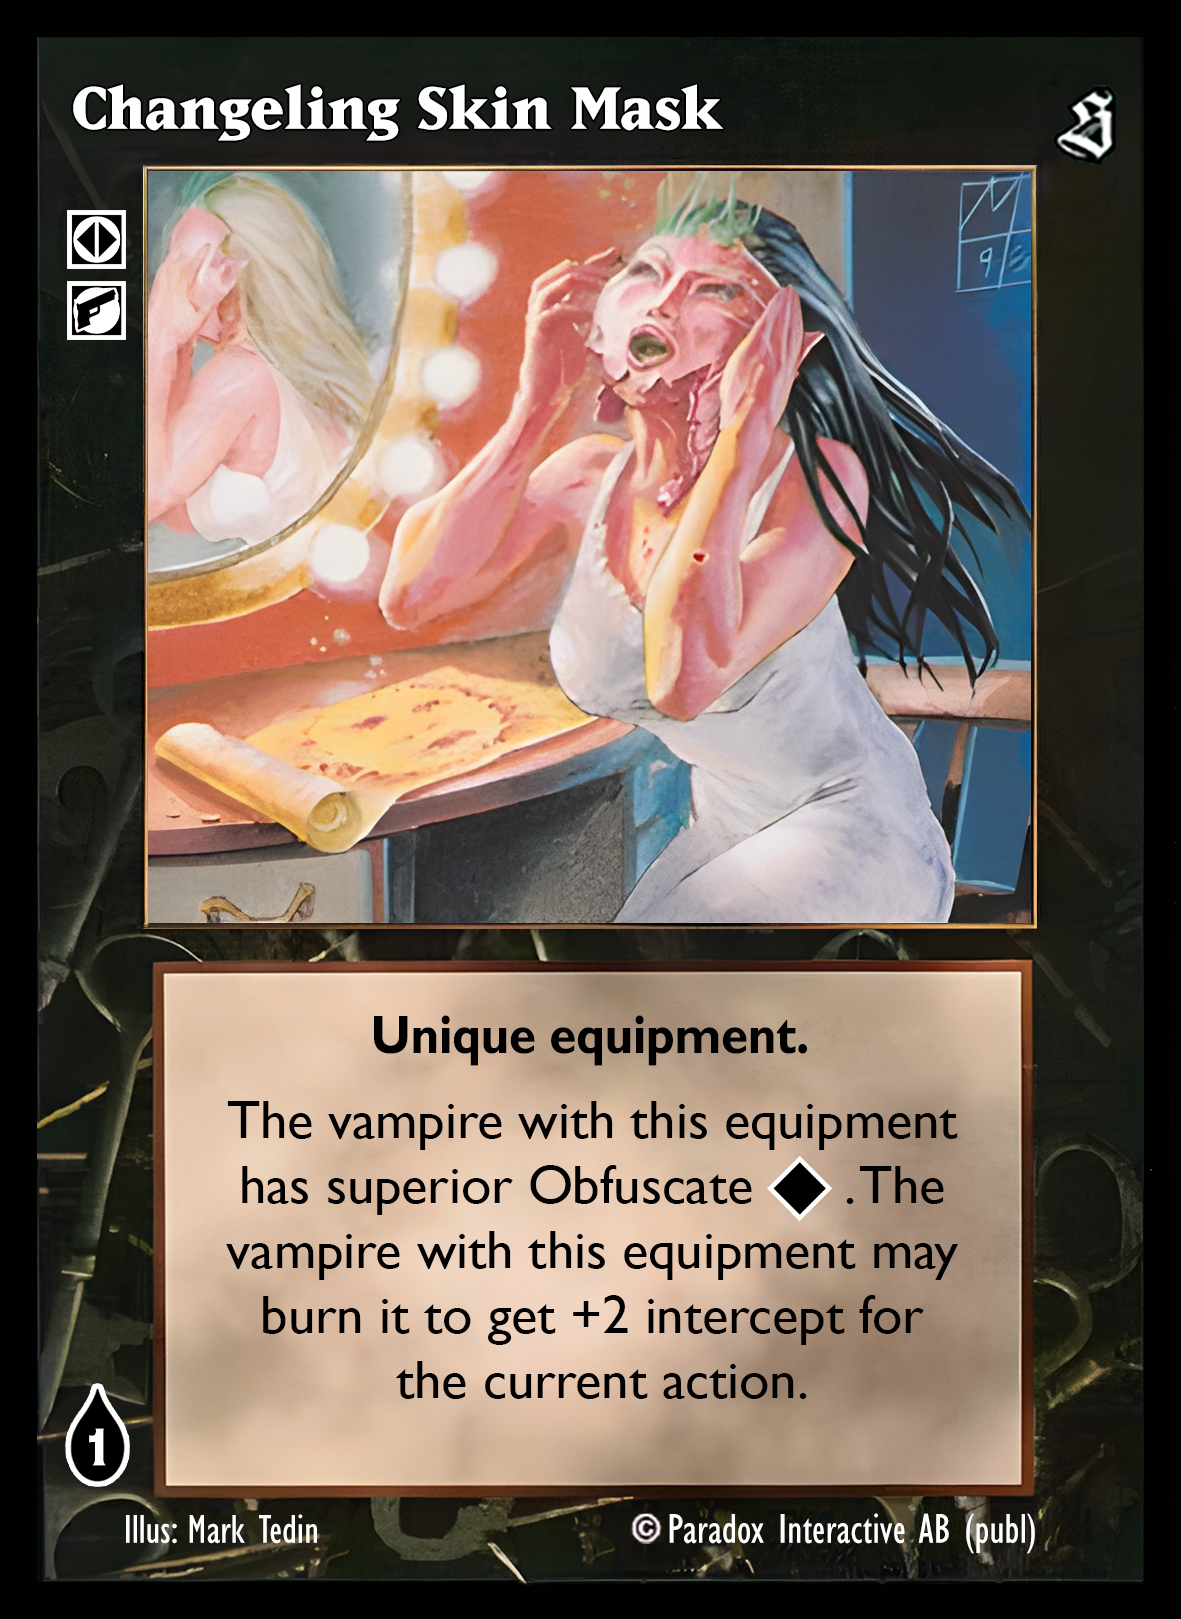 Changeling Skin Mask
Unique equipment.
The vampire with this equipment
has superior Obfuscate . The
vampire with this equipment may
burn it to get +2 intercept for
the current action.
1
Illus: Mark Tedin
© Paradox Interactive AB (publ)